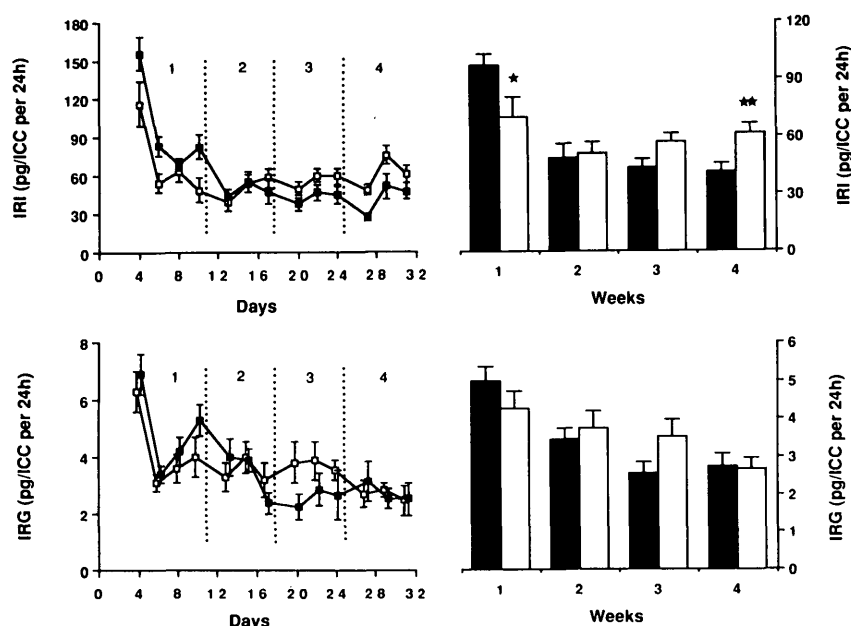 180
150
120
90
60
30
0
IRI (pg/ICC per 24h)
1
2
3
4
0 4 8 12 16 20 24 28 32
Days
★
★★
120
90
60
30
0
IRI (pg/ICC per 24h)
1 2 3 4
Weeks
8
6
4
2
0
IRG (pg/ICC per 24h)
1
2
3
4
0 4 8 12 16 20 24 28 32
Days
6
5
4
3
2
1
0
IRG (pg/ICC per 24h)
1 2 3 4
Weeks